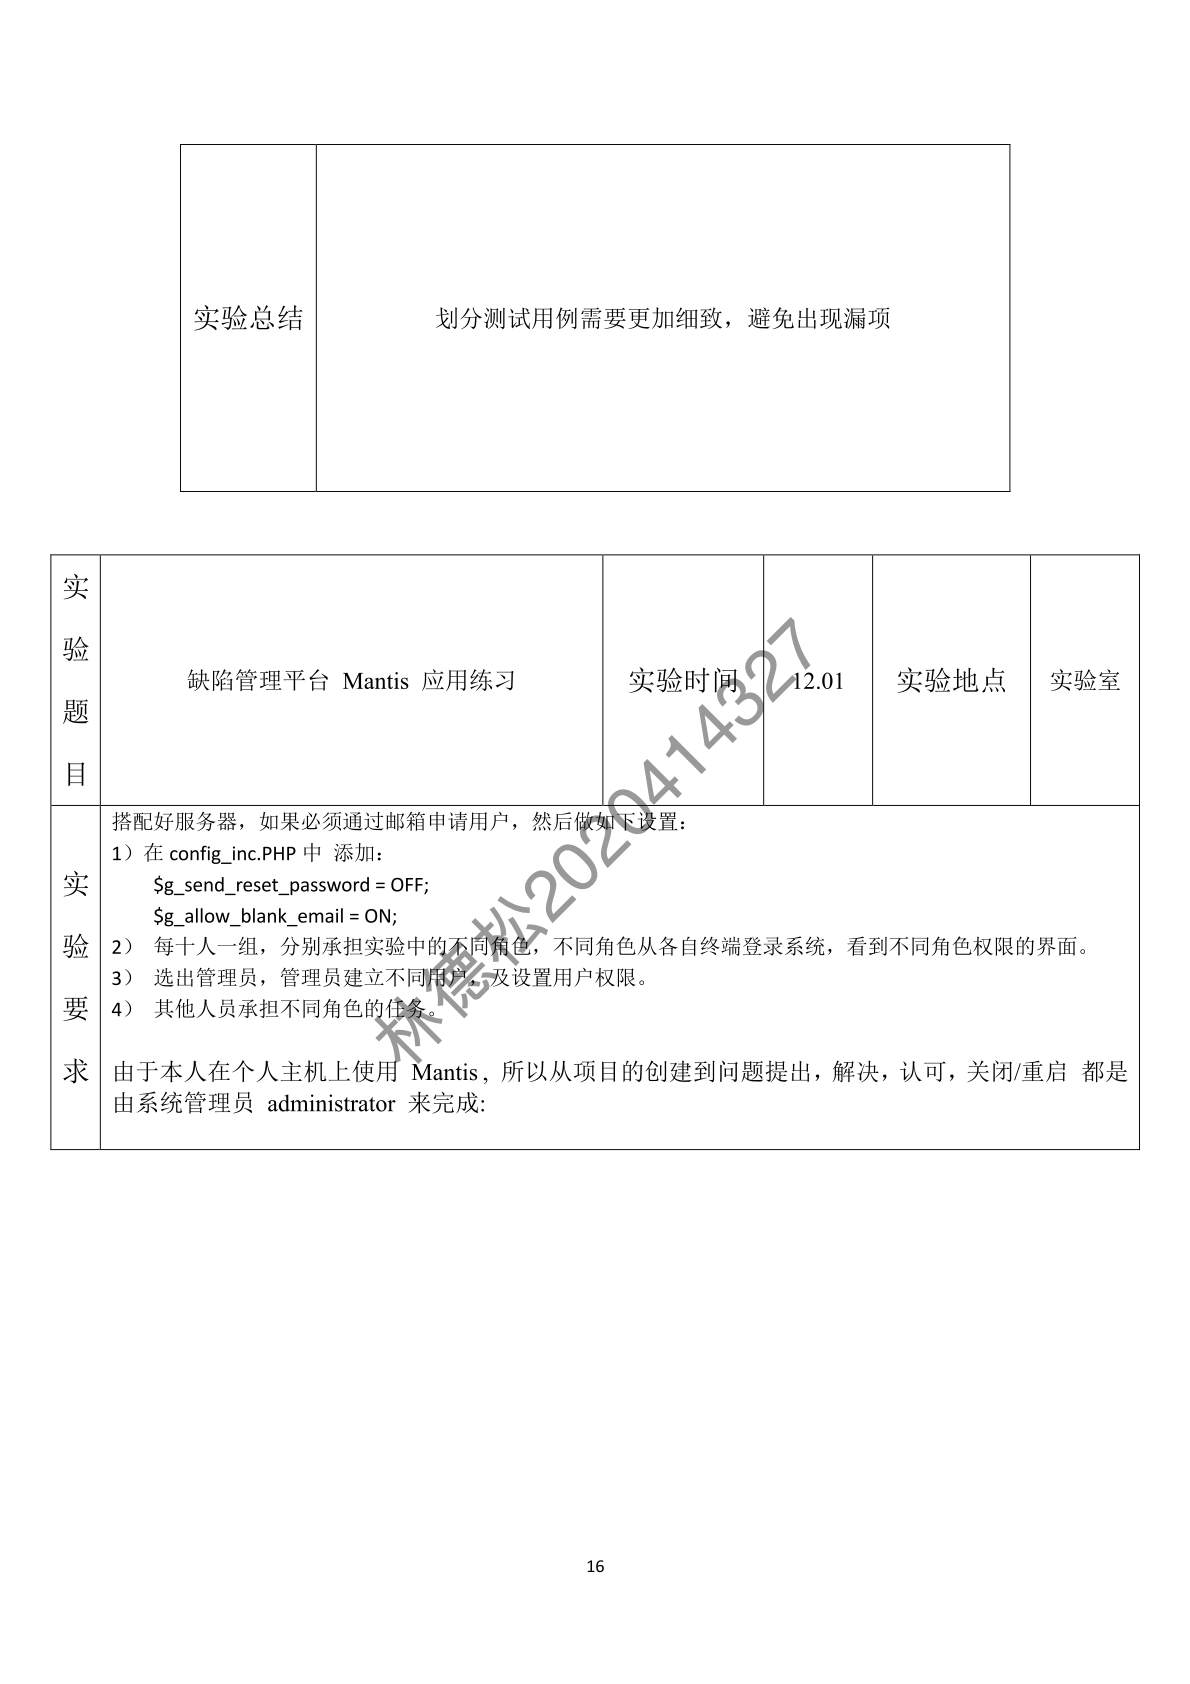 实验总结
划分测试用例需要更加细致，避免出现漏项
实
验
题
目
缺陷管理平台 Mantis 应用练习
实验时间
12.01
实验地点
实验室
实
验
要
求
搭配好服务器，如果必须通过邮箱申请用户，然后做如下设置：
1）在 config_inc.PHP 中 添加：
$g_send_reset_password = OFF;
$g_allow_blank_email = ON;
2） 每十人一组，分别承担实验中的不同角色，不同角色从各自终端登录系统，看到不同角色权限的界面。
3） 选出管理员，管理员建立不同用户，及设置用户权限。
4） 其他人员承担不同角色的任务。
由于本人在个人主机上使用 Mantis , 所以从项目的创建到问题提出，解决，认可，关闭/重启 都是
由系统管理员 administrator 来完成:
林德松2020414327
16